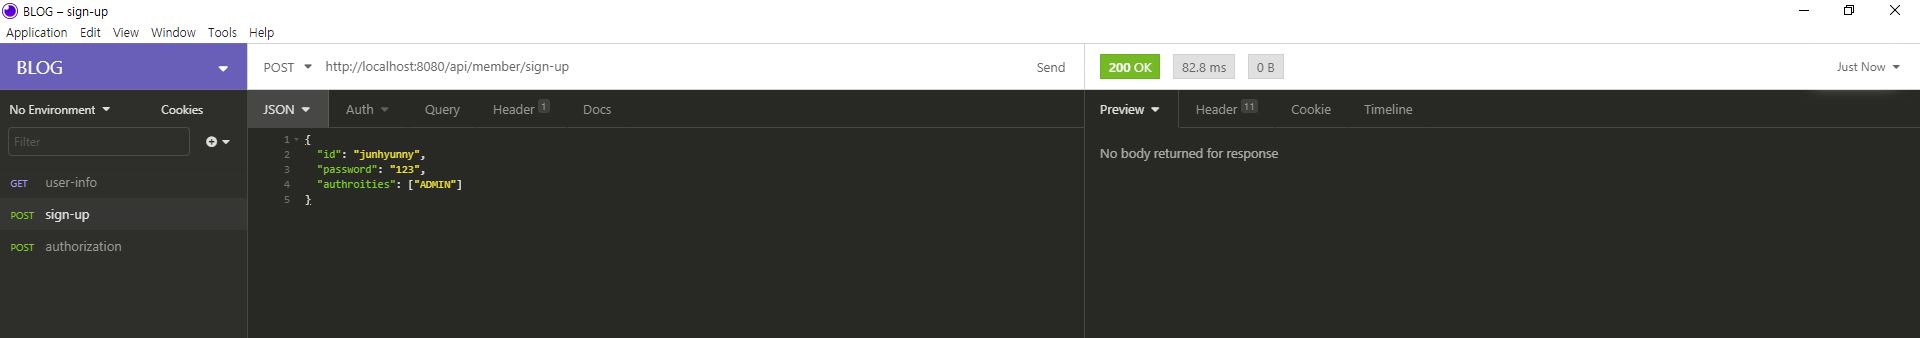 BLOG – sign-up
Application Edit View Window Tools Help
BLOG
POST http://localhost:8080/api/member/sign-up Send
200 OK 82.8 ms 0 B Just Now
No Environment Cookies
JSON Auth Query Header 1 Docs
Preview Header 11 Cookie Timeline
Filter
1 {
2 "id": "junhyunny",
3 "password": "123",
4 "authroities": ["ADMIN"]
5 }
No body returned for response
GET user-info
POST sign-up
POST authorization